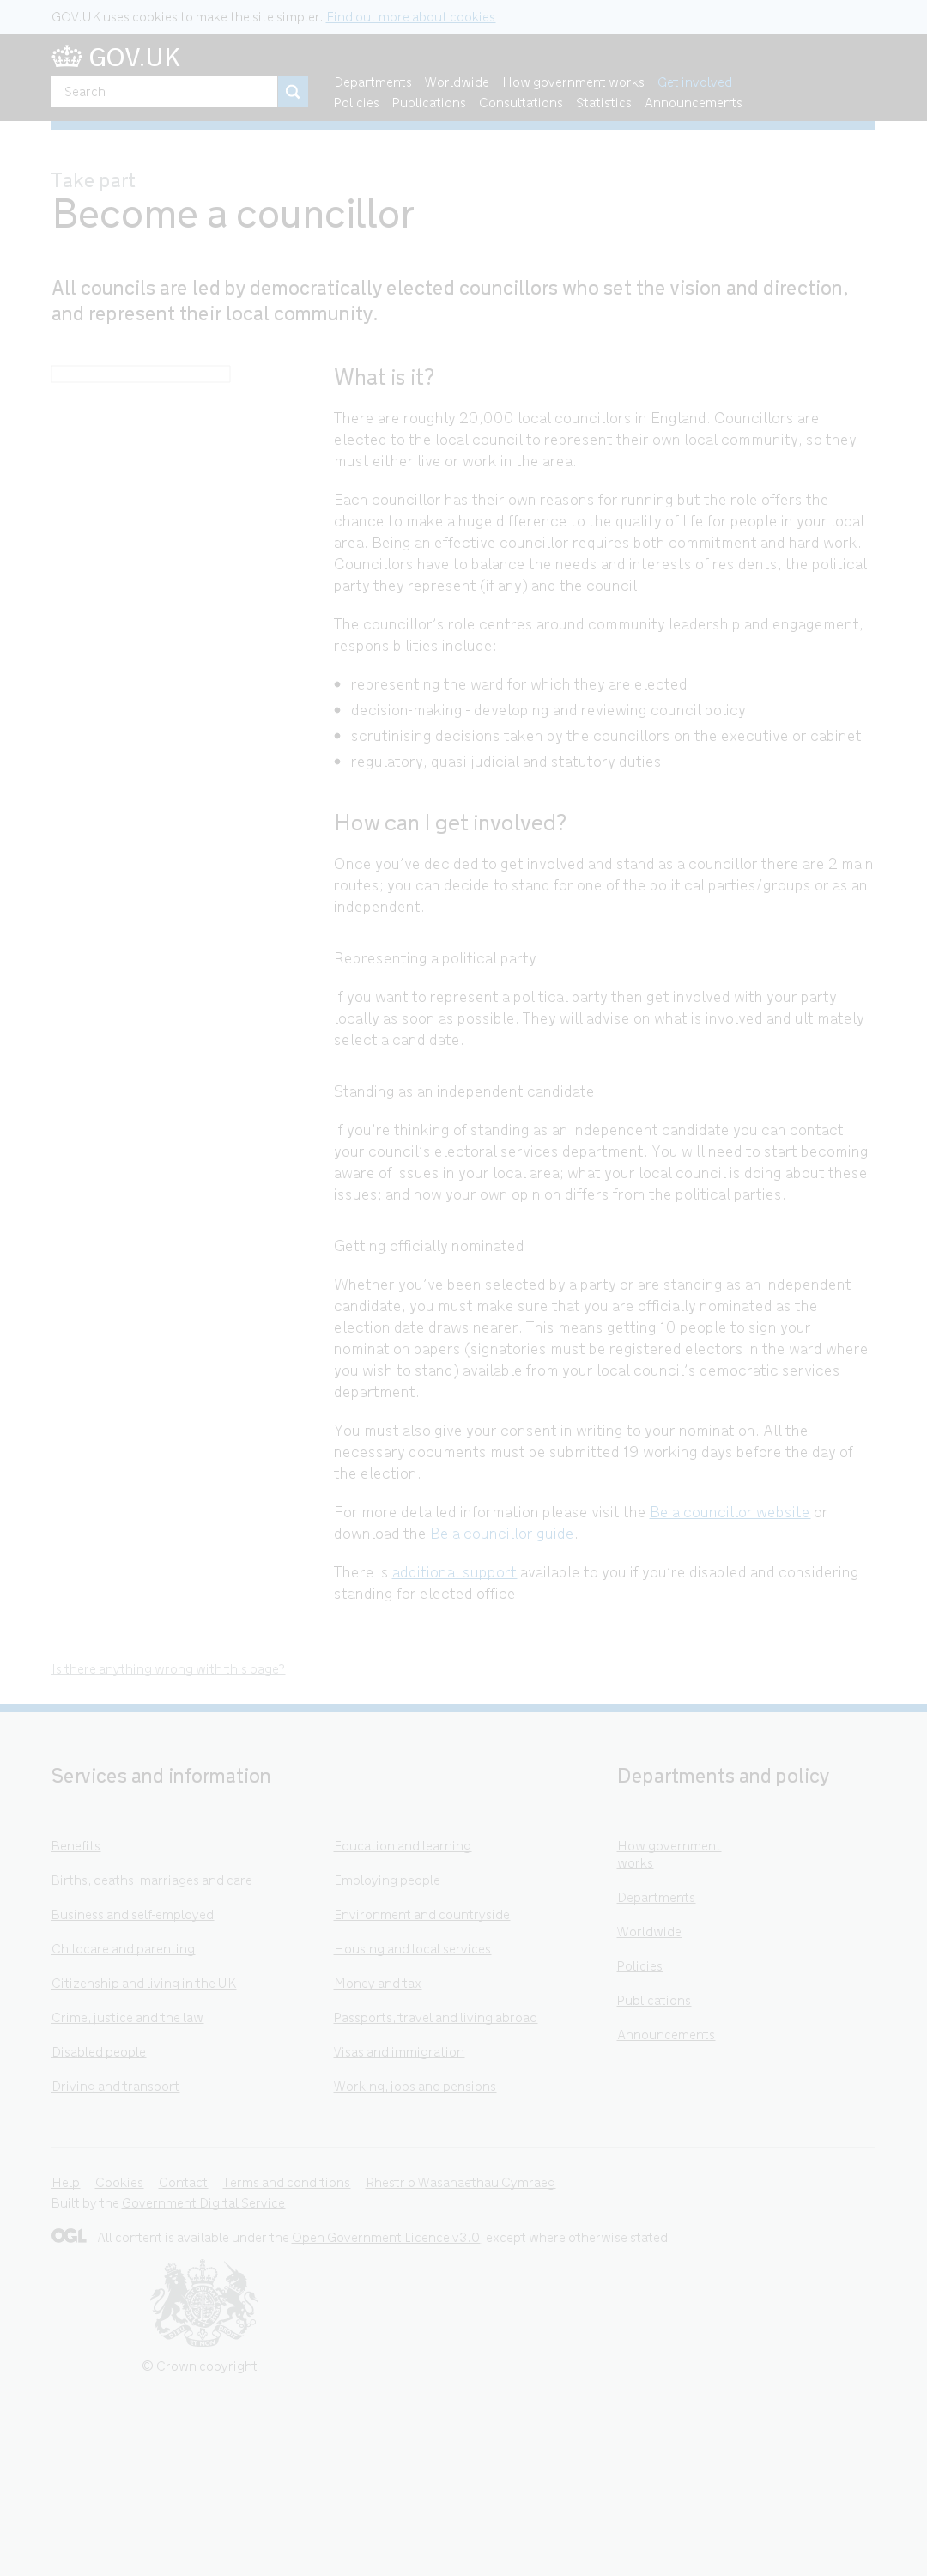 GOV.UK uses cookies to make the site simpler. Find out more about cookies
GOV.UK
Search
Departments Worldwide How government works Get involved
Policies Publications Consultations Statistics Announcements
Take part
Become a councillor
All councils are led by democratically elected councillors who set the vision and direction,
and represent their local community.
What is it?
There are roughly 20,000 local councillors in England. Councillors are
elected to the local council to represent their own local community, so they
must either live or work in the area.
Each councillor has their own reasons for running but the role offers the
chance to make a huge difference to the quality of life for people in your local
area. Being an effective councillor requires both commitment and hard work.
Councillors have to balance the needs and interests of residents, the political
party they represent (if any) and the council.
The councillor's role centres around community leadership and engagement,
responsibilities include:
• representing the ward for which they are elected
• decision-making - developing and reviewing council policy
• scrutinising decisions taken by the councillors on the executive or cabinet
• regulatory, quasi-judicial and statutory duties
How can I get involved?
Once you've decided to get involved and stand as a councillor there are 2 main
routes; you can decide to stand for one of the political parties/groups or as an
independent.
Representing a political party
If you want to represent a political party then get involved with your party
locally as soon as possible. They will advise on what is involved and ultimately
select a candidate.
Standing as an independent candidate
If you're thinking of standing as an independent candidate you can contact
your council's electoral services department. You will need to start becoming
aware of issues in your local area; what your local council is doing about these
issues; and how your own opinion differs from the political parties.
Getting officially nominated
Whether you've been selected by a party or are standing as an independent
candidate, you must make sure that you are officially nominated as the
election date draws nearer. This means getting 10 people to sign your
nomination papers (signatories must be registered electors in the ward where
you wish to stand) available from your local council's democratic services
department.
You must also give your consent in writing to your nomination. All the
necessary documents must be submitted 19 working days before the day of
the election.
For more detailed information please visit the Be a councillor website or
download the Be a councillor guide.
There is additional support available to you if you're disabled and considering
standing for elected office.
Is there anything wrong with this page?
Services and information
Benefits
Births, deaths, marriages and care
Business and self-employed
Childcare and parenting
Citizenship and living in the UK
Crime, justice and the law
Disabled people
Driving and transport
Education and learning
Employing people
Environment and countryside
Housing and local services
Money and tax
Passports, travel and living abroad
Visas and immigration
Working, jobs and pensions
Departments and policy
How government
works
Departments
Worldwide
Policies
Publications
Announcements
Help Cookies Contact Terms and conditions Rhestr o Wasanaethau Cymraeg
Built by the Government Digital Service
OGL All content is available under the Open Government Licence v3.0, except where otherwise stated
© Crown copyright